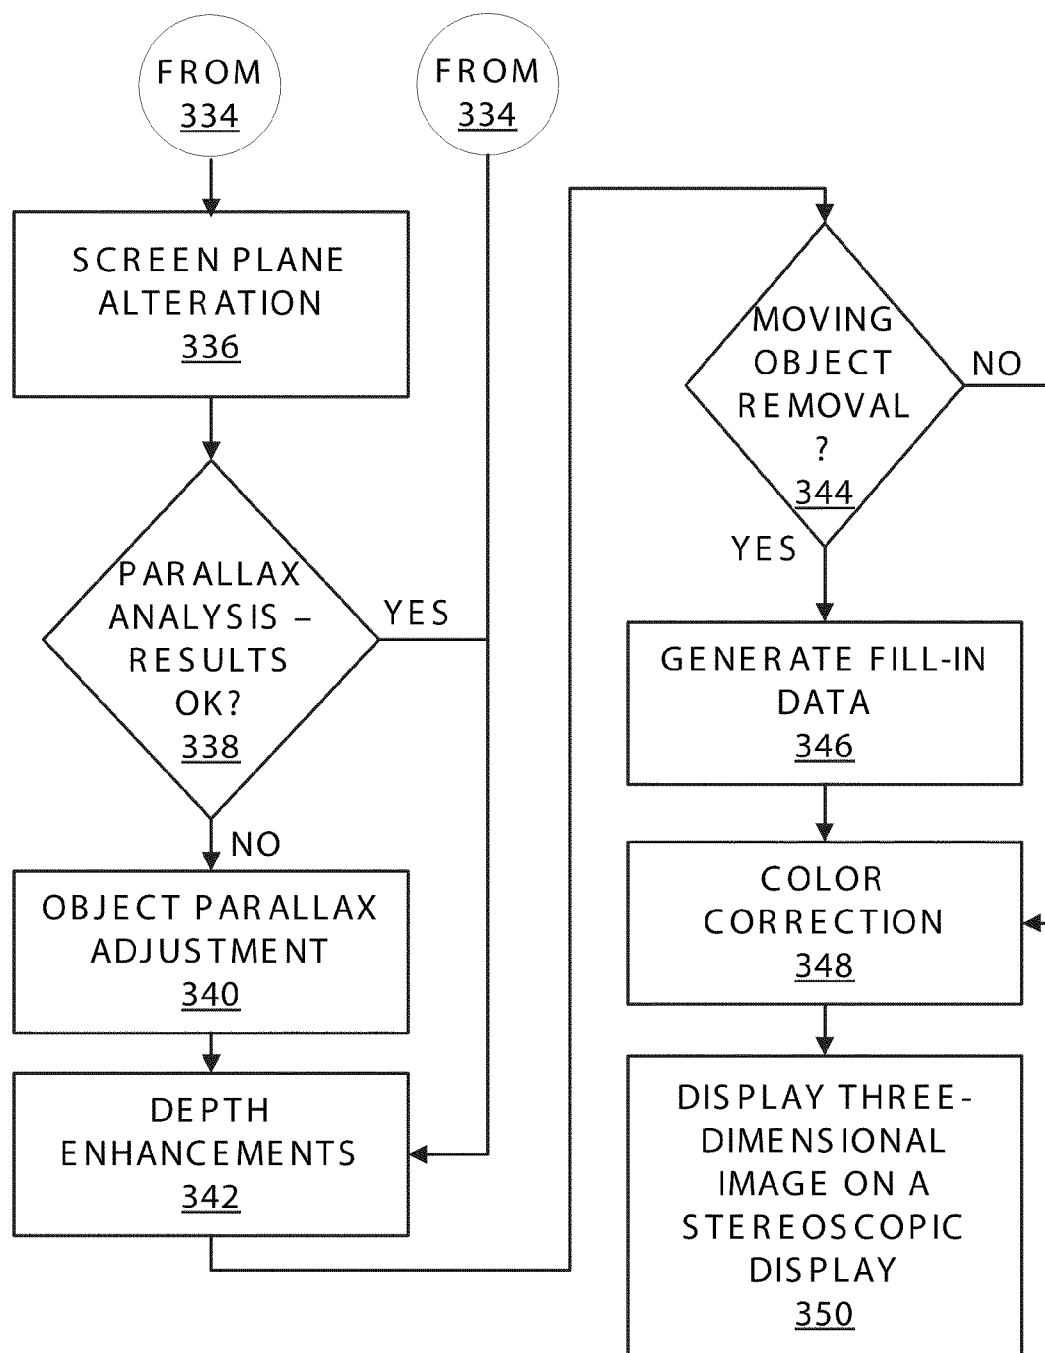 FROM
334
FROM
334
SCREEN PLANE
ALTERATION
336
PARALLAX
ANALYSIS –
RESULTS
OK?
338
YES
NO
OBJECT PARALLAX
ADJUSTMENT
340
DEPTH
ENHANCEMENTS
342
MOVING
OBJECT
REMOVAL
?
344
NO
YES
GENERATE FILL-IN
DATA
346
COLOR
CORRECTION
348
DISPLAY THREE-
DIMENSIONAL
IMAGE ON A
STEREOSCOPIC
DISPLAY
350